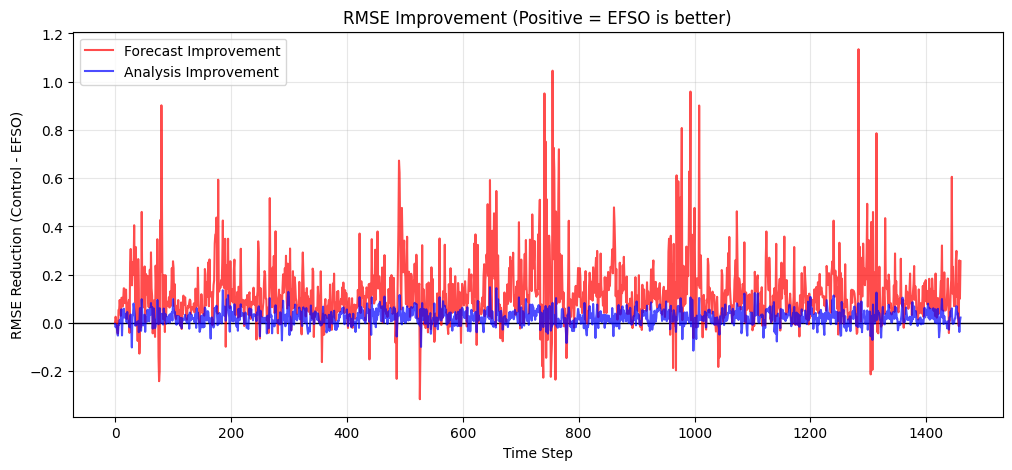 RMSE Improvement (Positive = EFSO is better)
Forecast Improvement
Analysis Improvement
RMSE Reduction (Control - EFSO)
1.2
1.0
0.8
0.6
0.4
0.2
0.0
−0.2
0 200 400 600 800 1000 1200 1400
Time Step